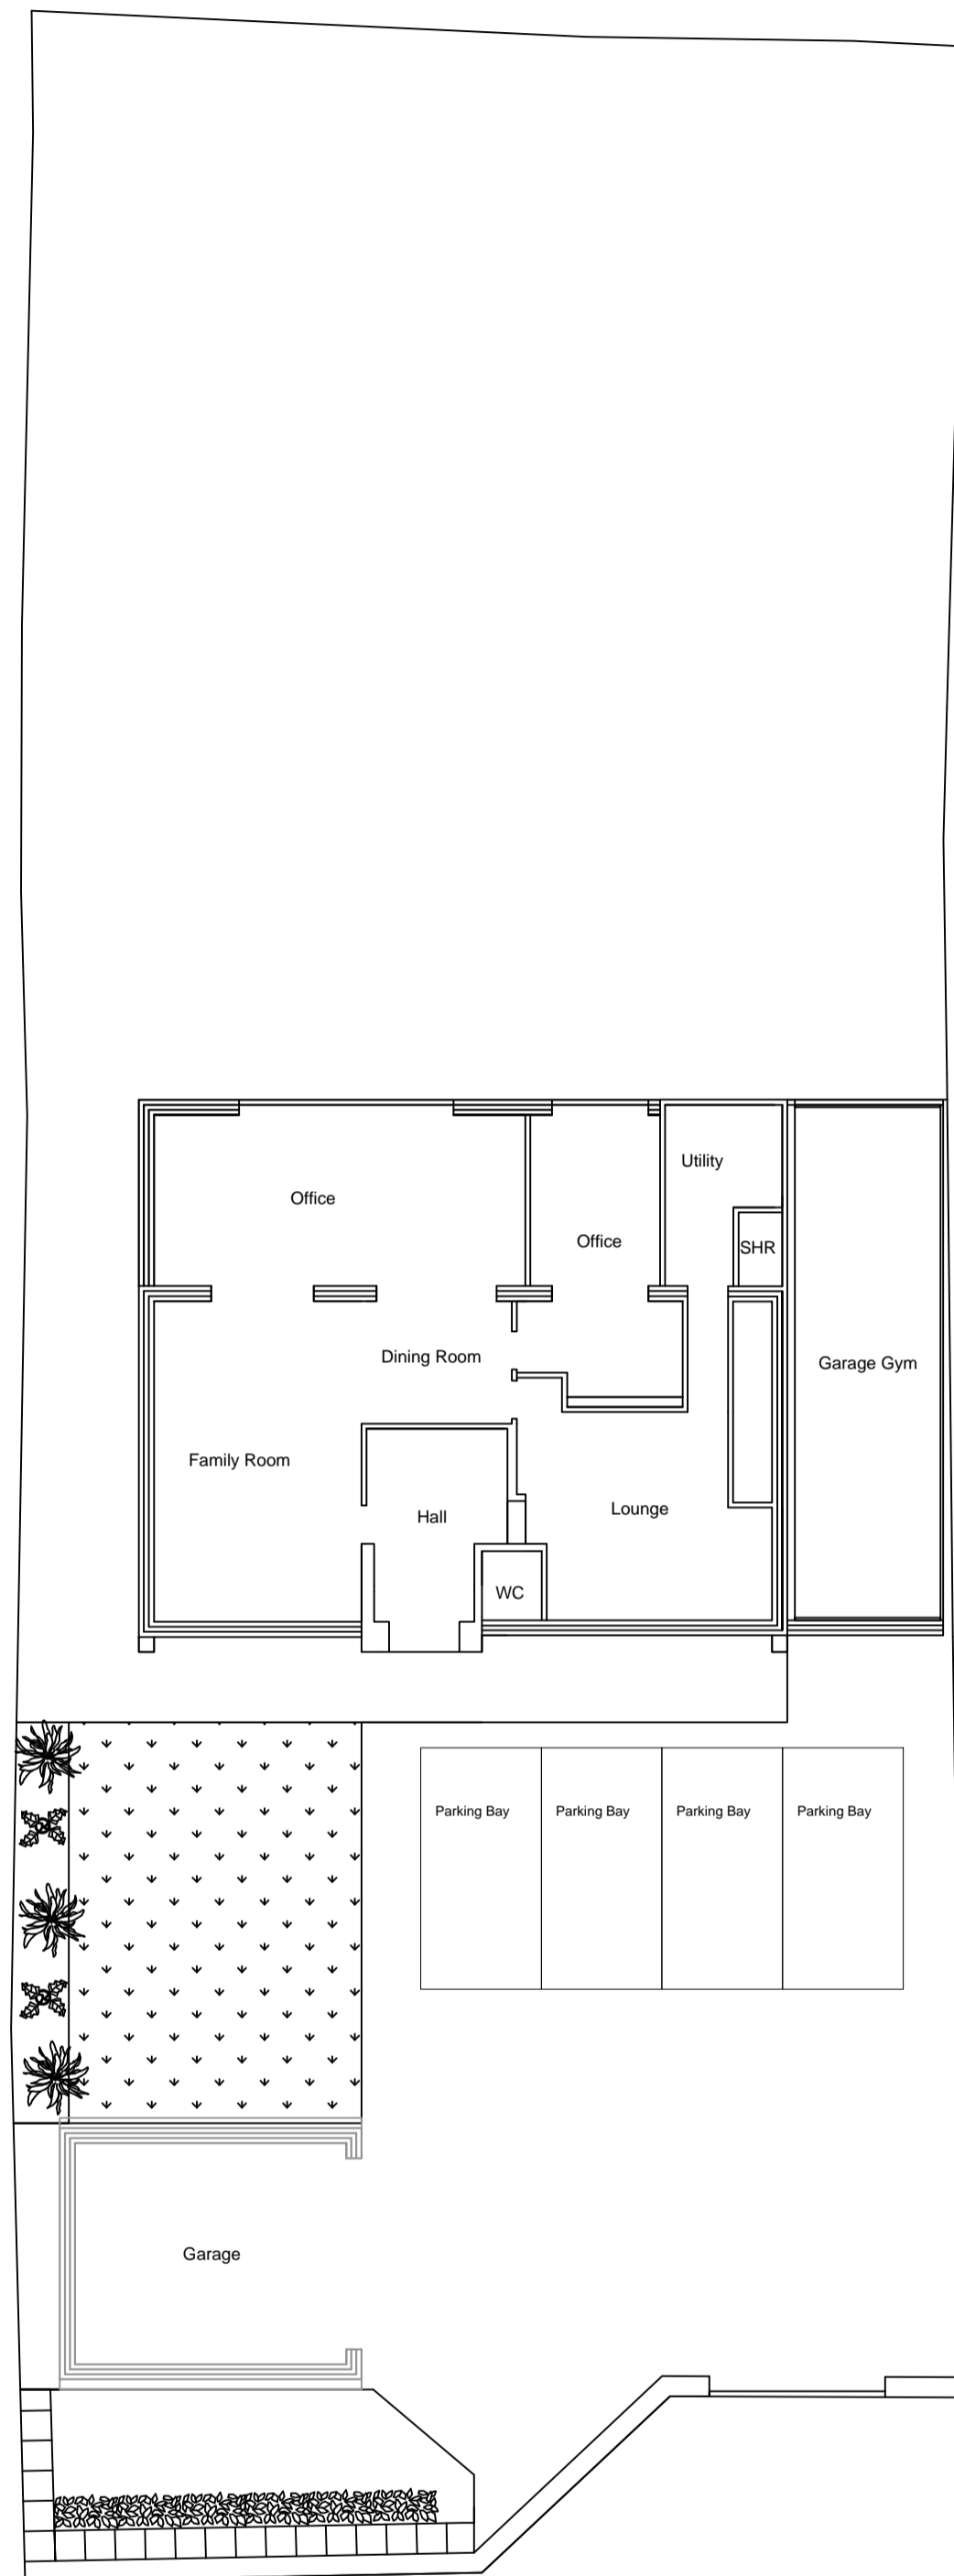 Utility
Office
Office
SHR
Dining Room
Garage Gym
Family Room
Lounge
Hall
WC
Parking Bay
Parking Bay
Parking Bay
Parking Bay
Garage